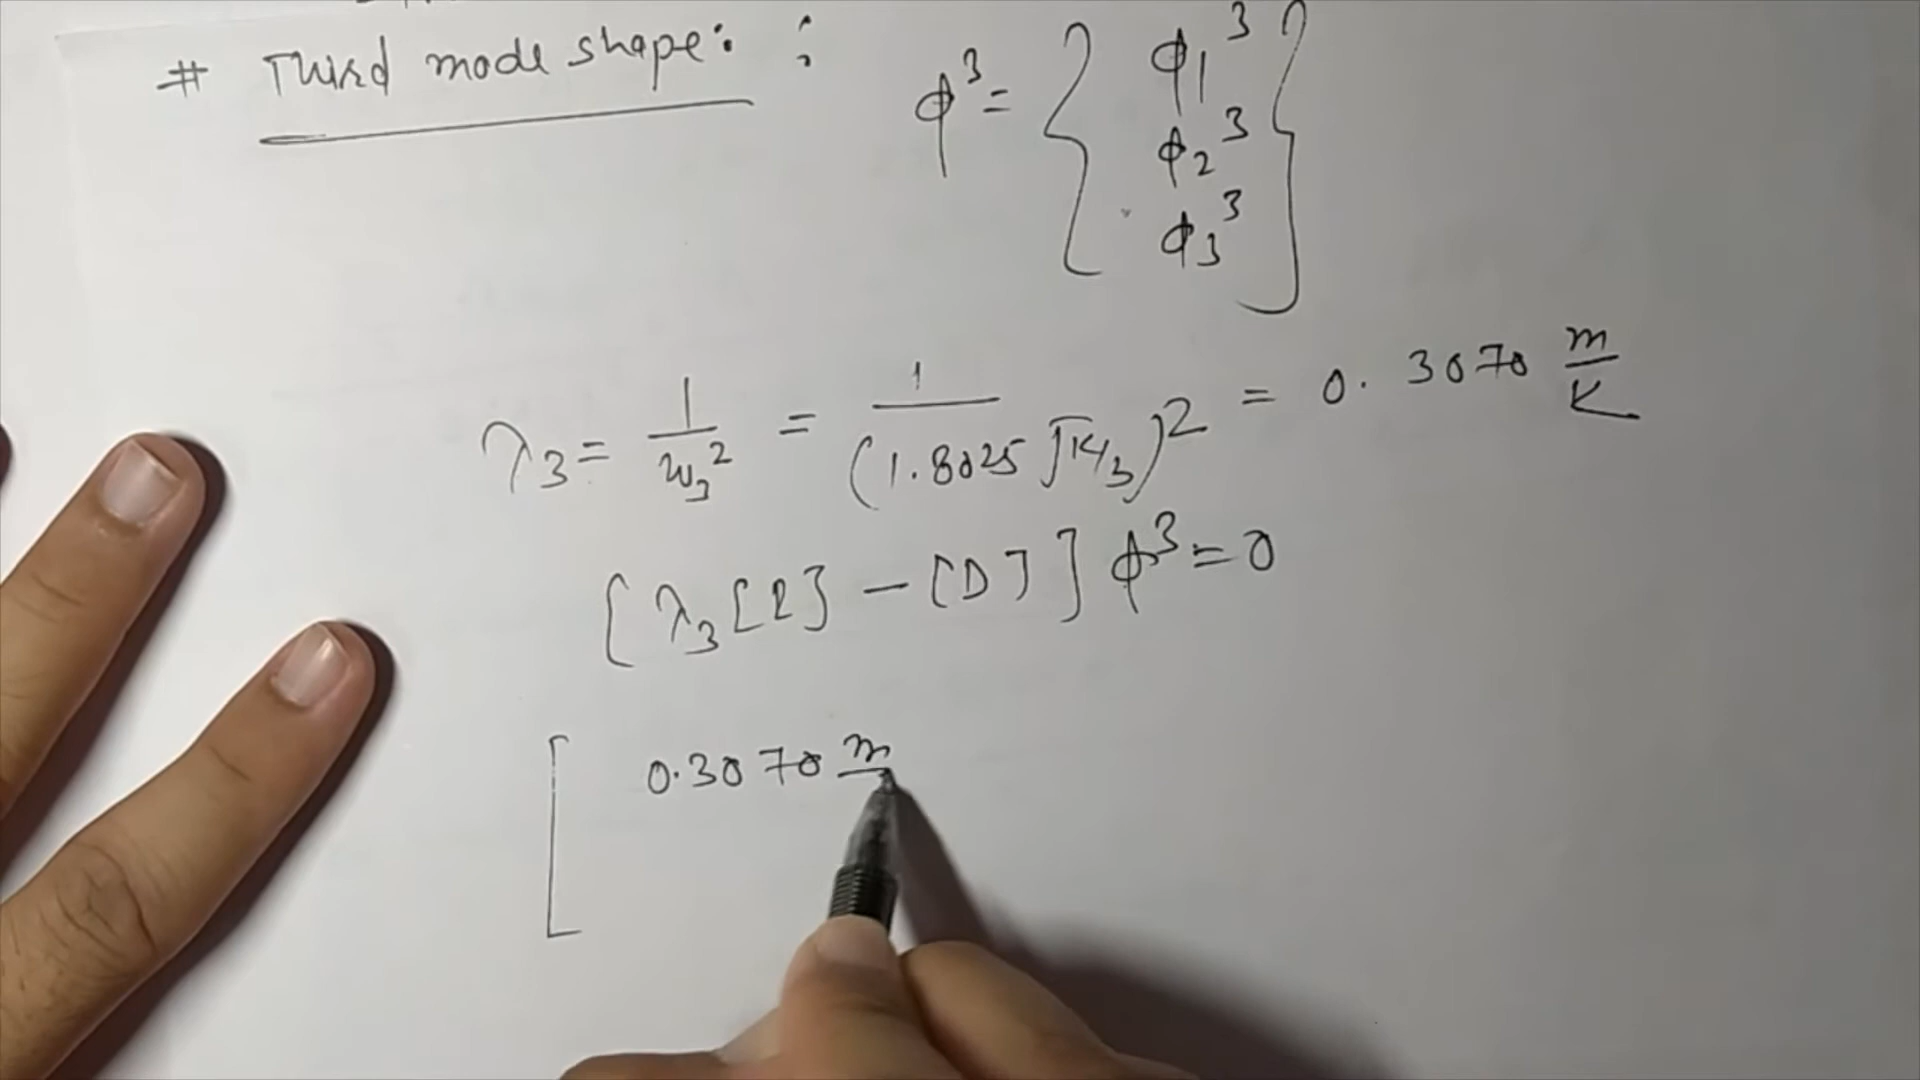 # Third mode shape: :
ϕ³ = { ϕ₁³
ϕ₂³
ϕ₃³ }
λ₃ = 1/ω₃² = 1/(1.8025 √K/3)² = 0.3070 m/K
[λ₃[I] - [D]] ϕ³ = 0
[ 0.3070 m